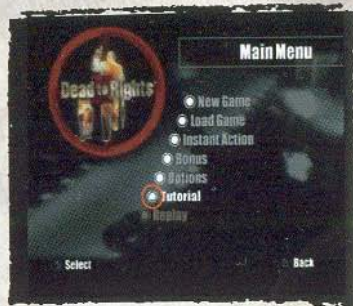 Main Menu
Dead to Rights
New Game
Load Game
Instant Action
Bonus
Options
Tutorial
Replay
Select
Back